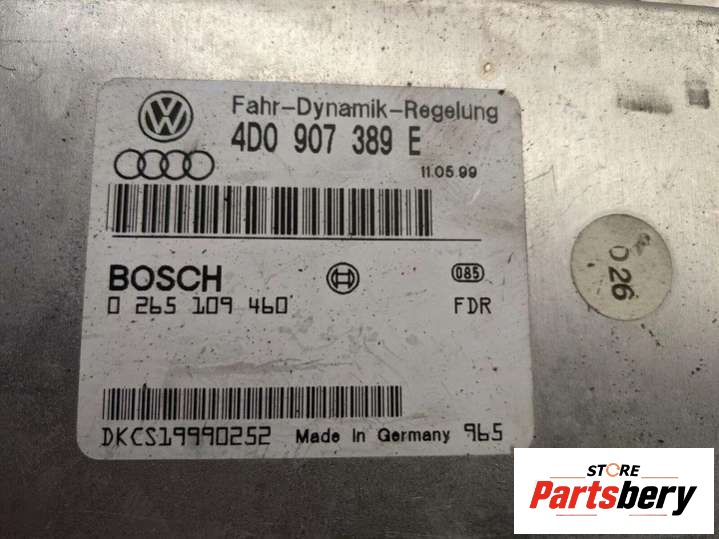 Fahr-Dynamik-Regelung
4D0 907 389 E
11.05.99
BOSCH
085
0 265 109 460
FDR
DKCS19990252 Made In Germany 965
026
STORE
Partsbery